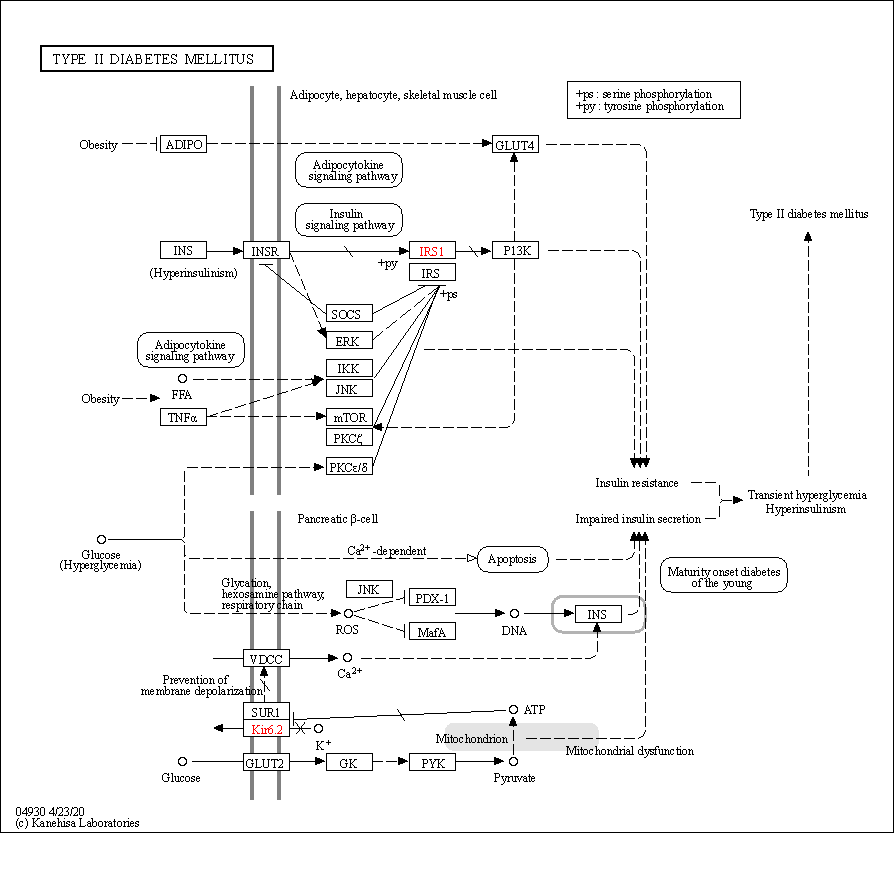 TYPE II DIABETES MELLITUS
Adipocyte, hepatocyte, skeletal muscle cell
+ps : serine phosphorylation
+py : tyrosine phosphorylation
Obesity
ADIPO
GLUT4
Adipocytokine
signaling pathway
Insulin
signaling pathway
Type II diabetes mellitus
INS
INSR
IRS1
P13K
+py
(Hyperinsulinism)
IRS
+ps
SOCS
ERK
Adipocytokine
signaling pathway
IKK
FFA
JNK
Obesity
TNFα
mTOR
PKCζ
PKCε/δ
Insulin resistance
Transient hyperglycemia
Hyperinsulinism
Impaired insulin secretion
Pancreatic β-cell
Glucose
(Hyperglycemia)
Ca2+ -dependent
Apoptosis
Maturity onset diabetes
of the young
Glycation,
hexosamine pathway,
respiratory chain
JNK
PDX-1
ROS
MafA
DNA
INS
VDCC
Ca2+
Prevention of
membrane depolarization
SUR1
ATP
Kir6.2
K+
Mitochondrion
Mitochondrial dysfunction
GLUT2
GK
PYK
Glucose
Pyruvate
04930 4/23/20
(c) Kanehisa Laboratories